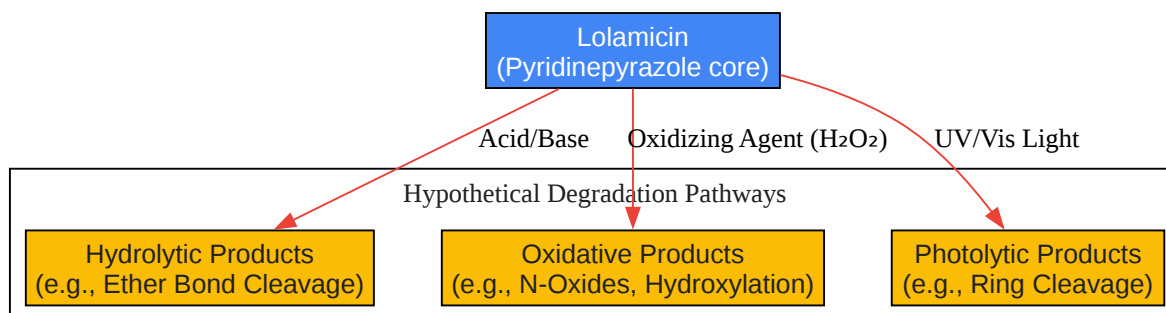 Lolamicin
(Pyridinepyrazole core)
Acid/Base
Oxidizing Agent (H₂O₂)
UV/Vis Light
Hypothetical Degradation Pathways
Hydrolytic Products
(e.g., Ether Bond Cleavage)
Oxidative Products
(e.g., N-Oxides, Hydroxylation)
Photolytic Products
(e.g., Ring Cleavage)